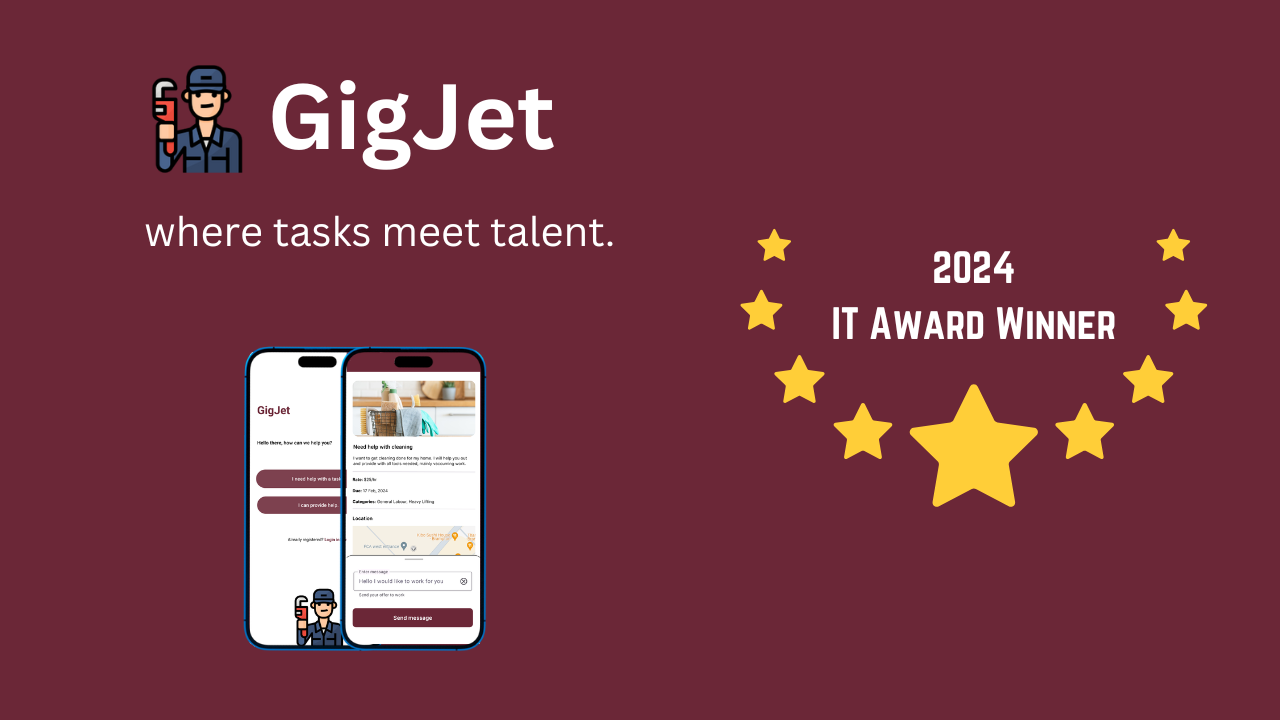 GigJet
where tasks meet talent.
2024
IT Award Winner
GigJet
Hello there, how can we help you?
I need help with a task
I can provide help.
Already registered? Login
Need help with cleaning
I want to get cleaning done for my home. I will help you out
and provide with all tools needed, mainly vacuuming work.
Rate: $25/hr
Due: 17 Feb, 2024
Categories: General Labour, Heavy Lifting
Location
Enter message
Hello I would like to work for you
Send your offer to work
Send message